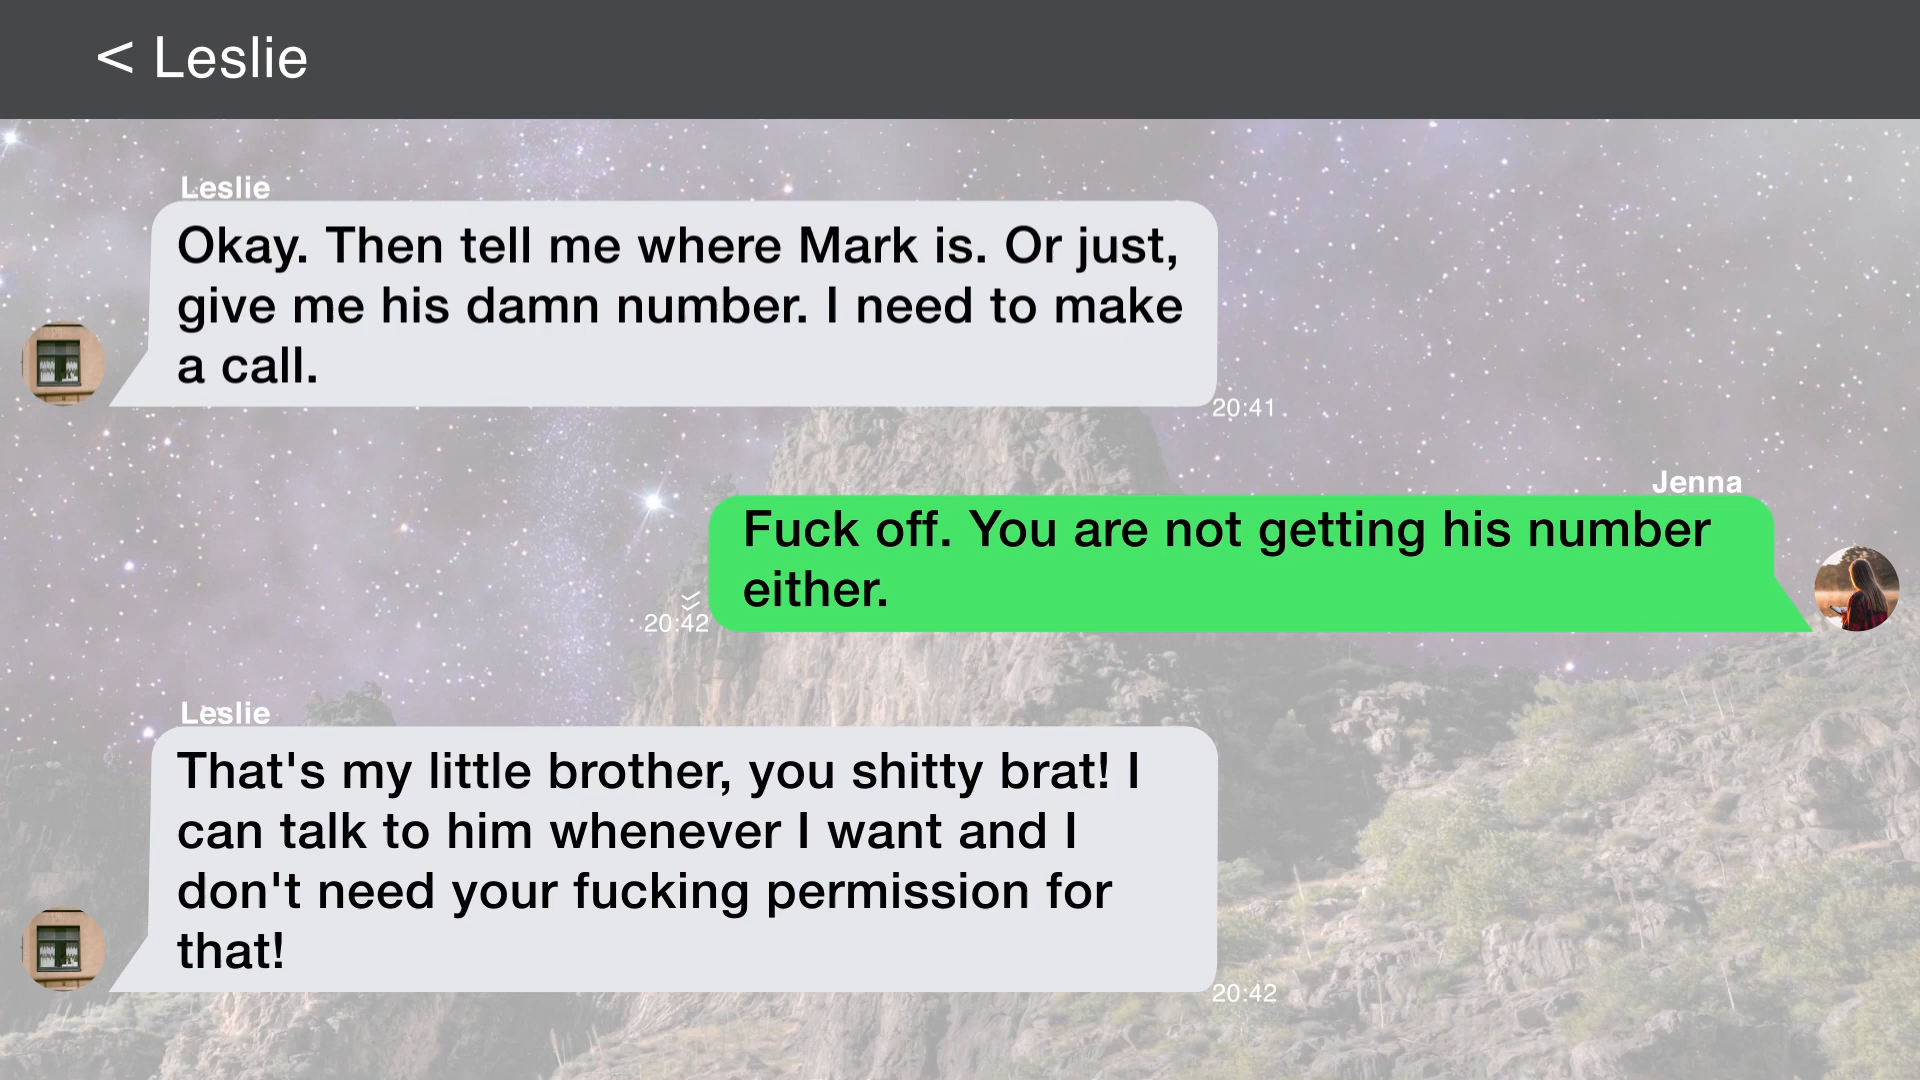 < Leslie
Leslie
Okay. Then tell me where Mark is. Or just,
give me his damn number. I need to make
a call.
20:41
Jenna
Fuck off. You are not getting his number
either.
20:42
Leslie
That's my little brother, you shitty brat! I
can talk to him whenever I want and I
don't need your fucking permission for
that!
20:42